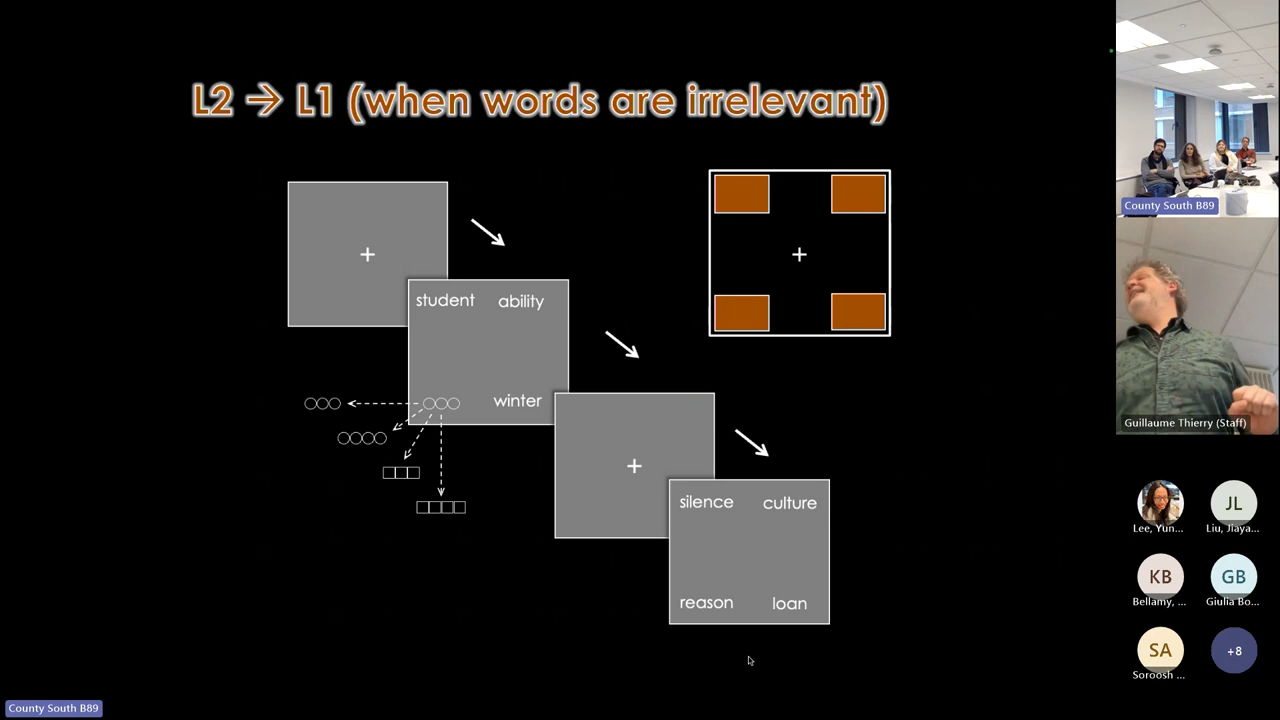 L2 → L1 (when words are irrelevant)
+
student ability
winter
+
+
silence culture
reason loan
County South B89
Guillaume Thierry (Staff)
JL
Lee, Yun... Liu, Jiaya...
KB GB
Bellamy, ... Giulia Bo...
SA +8
Soroosh ...
County South B89